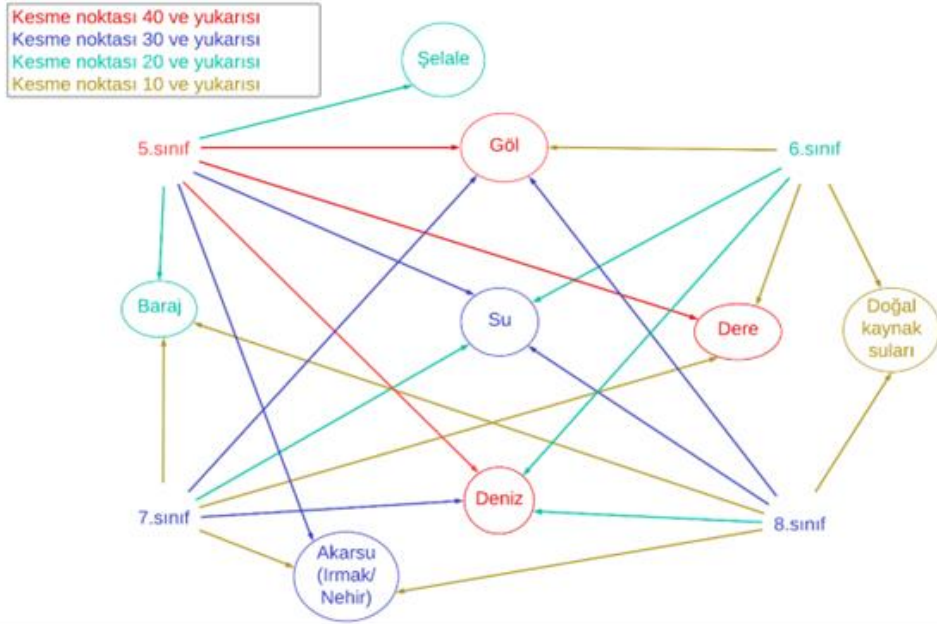 Kesme noktası 40 ve yukarısı
Kesme noktası 30 ve yukarısı
Kesme noktası 20 ve yukarısı
Kesme noktası 10 ve yukarısı
Şelale
5.sınıf
Göl
6.sınıf
Baraj
Su
Dere
Doğal
kaynak
suları
7.sınıf
Deniz
8.sınıf
Akarsu
(Irmak/
Nehir)